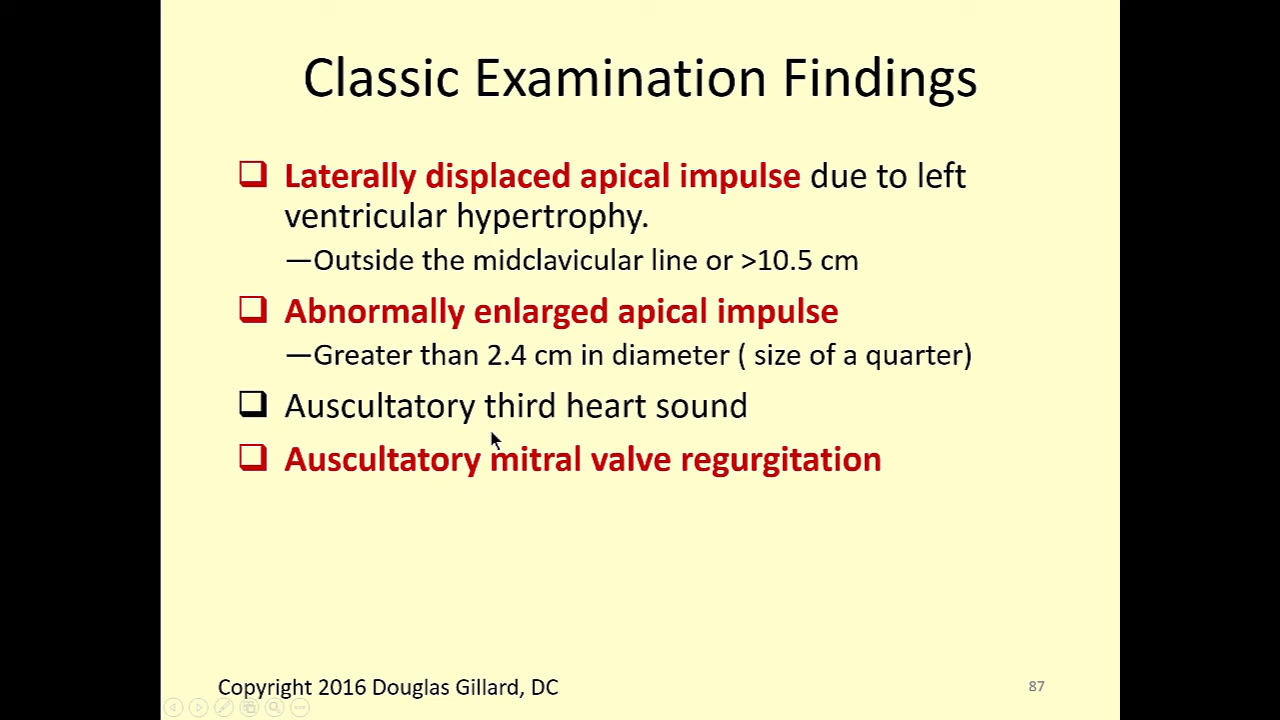 Classic Examination Findings
❑ Laterally displaced apical impulse due to left
ventricular hypertrophy.
—Outside the midclavicular line or >10.5 cm
❑ Abnormally enlarged apical impulse
—Greater than 2.4 cm in diameter ( size of a quarter)
❑ Auscultatory third heart sound
❑ Auscultatory mitral valve regurgitation
Copyright 2016 Douglas Gillard, DC
87